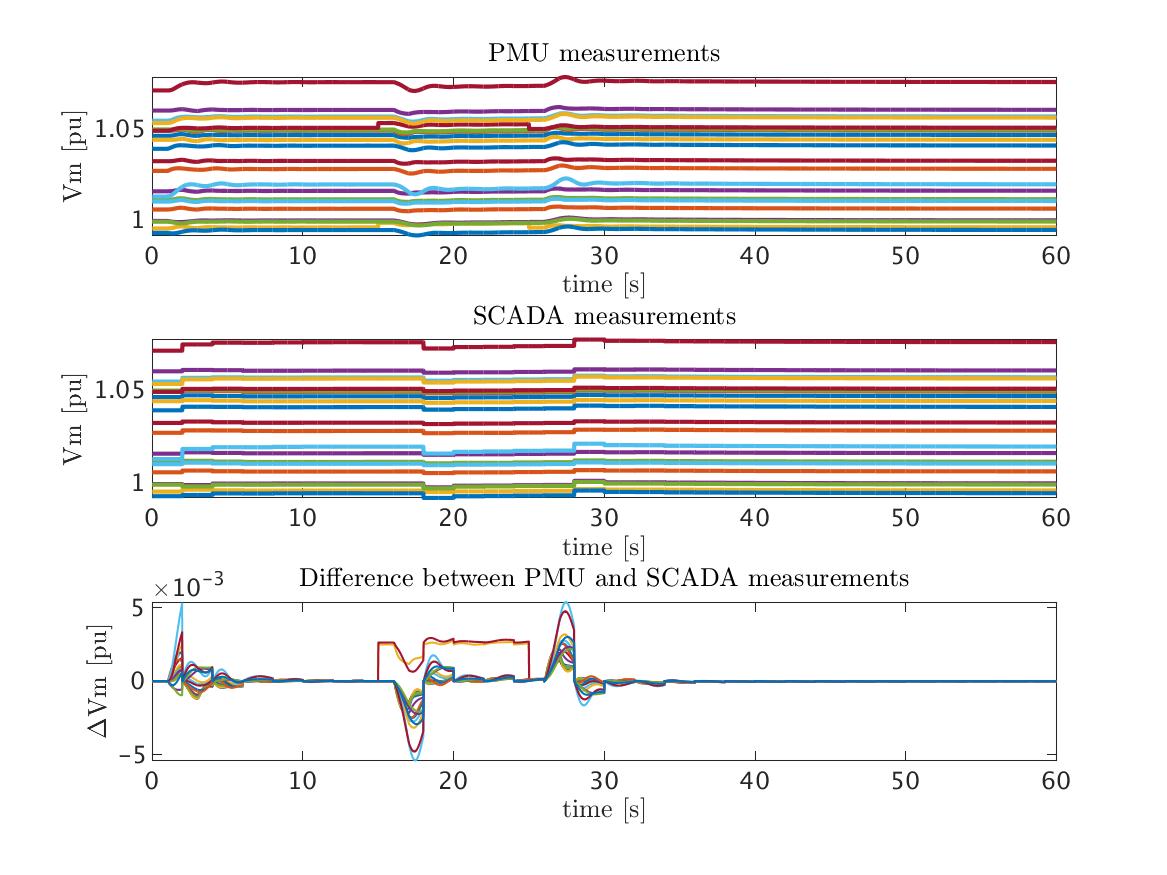 PMU measurements
Vm [pu]
1.05
1
0 10 20 30 40 50 60
time [s]
SCADA measurements
Vm [pu]
1.05
1
0 10 20 30 40 50 60
time [s]
Difference between PMU and SCADA measurements
×10⁻³
ΔVm [pu]
5
0
-5
0 10 20 30 40 50 60
time [s]